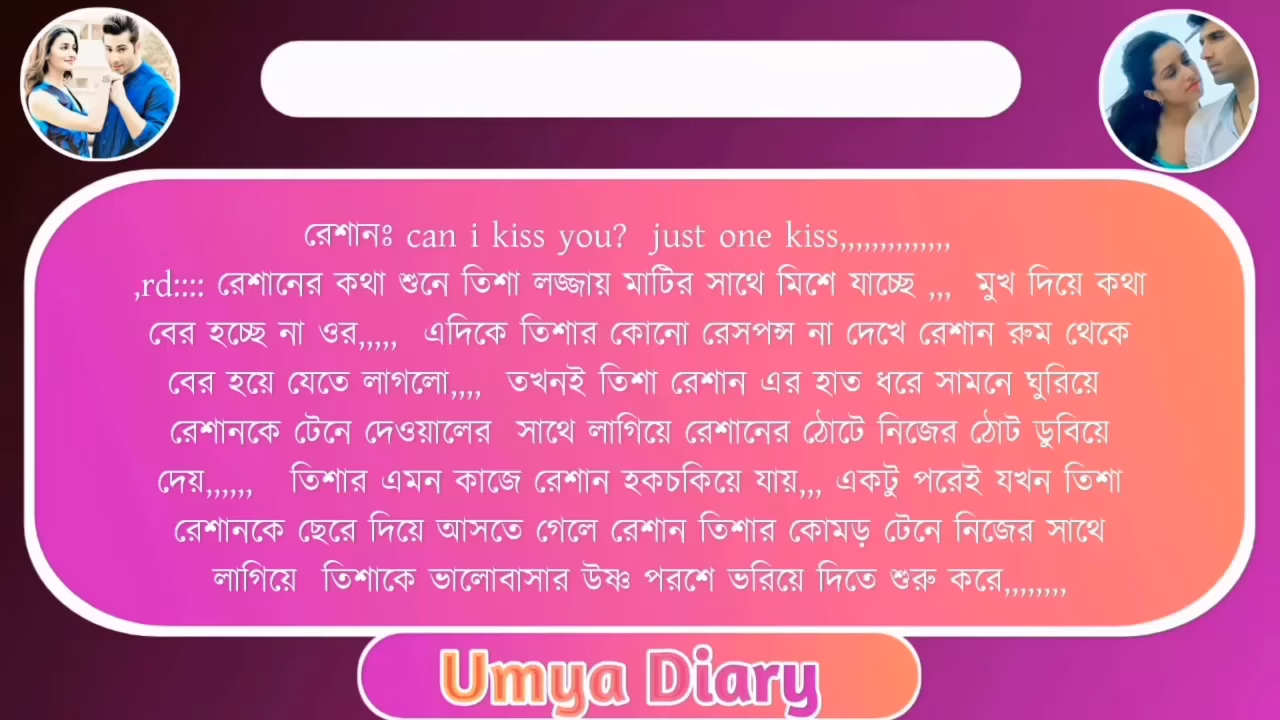 রেশানঃ can i kiss you? just one kiss,,,,,,,,,,,,,,
,rd:::: রেশানের কথা শুনে তিশা লজ্জায় মাটির সাথে মিশে যাচ্ছে ,,, মুখ দিয়ে কথা
বের হচ্ছে না ওর,,,,, এদিকে তিশার কোনো রেসপন্স না দেখে রেশান রুম থেকে
বের হয়ে যেতে লাগলো,,,, তখনই তিশা রেশান এর হাত ধরে সামনে ঘুরিয়ে
রেশানকে টেনে দেওয়ালের সাথে লাগিয়ে রেশানের ঠোটে নিজের ঠোট ডুবিয়ে
দেয়,,,,,, তিশার এমন কাজে রেশান হকচকিয়ে যায়,,, একটু পরেই যখন তিশা
রেশানকে ছেরে দিয়ে আসতে গেলে রেশান তিশার কোমড় টেনে নিজের সাথে
লাগিয়ে তিশাকে ভালোবাসার উষ্ণ পরশে ভরিয়ে দিতে শুরু করে,,,,,,,,
Umya Diary